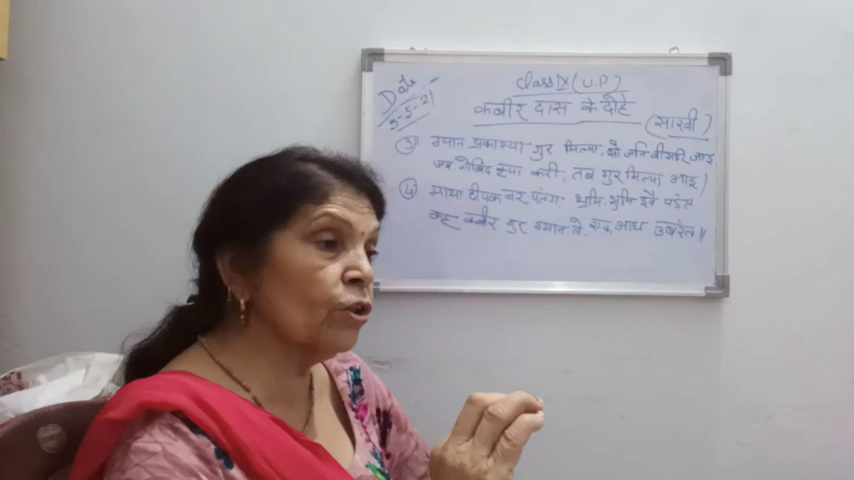 Class IX (U.P)
Date
5-5-21
कबीर दास के दोहे
(साखी)
③ ग्यान प्रकास्या गुर मिल्या, सो जनि बीसरि जाइ
जब गोबिंद कृपा करी, तब गुर मिल्या आइ)
④ माया दीपक नर पतंग भ्रमि-भ्रमि इवै पडंत
कह कबीर गुर ग्यान ते, एक आध उबरंत॥